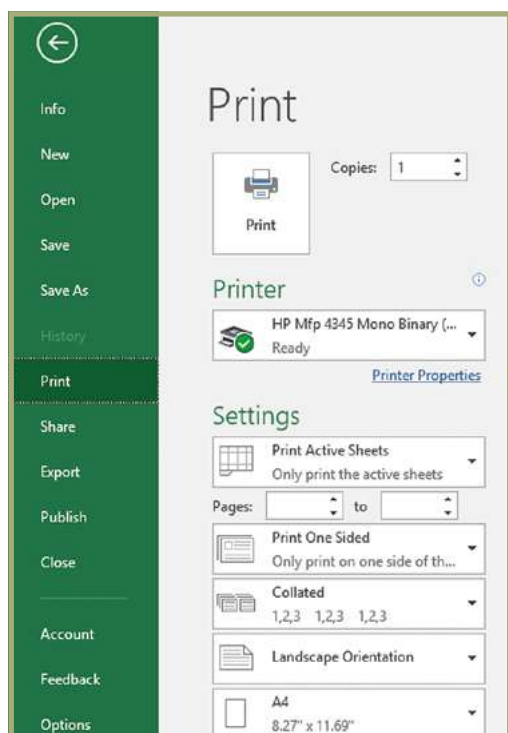 Info
New
Open
Save
Save As
History
Print
Share
Export
Publish
Close
Account
Feedback
Options
Print
Print
Copies: 1
Printer
HP Mfp 4345 Mono Binary (...
Ready
Printer Properties
Settings
Print Active Sheets
Only print the active sheets
Pages: to
Print One Sided
Only print on one side of th...
Collated
1,2,3 1,2,3 1,2,3
Landscape Orientation
A4
8.27" x 11.69"